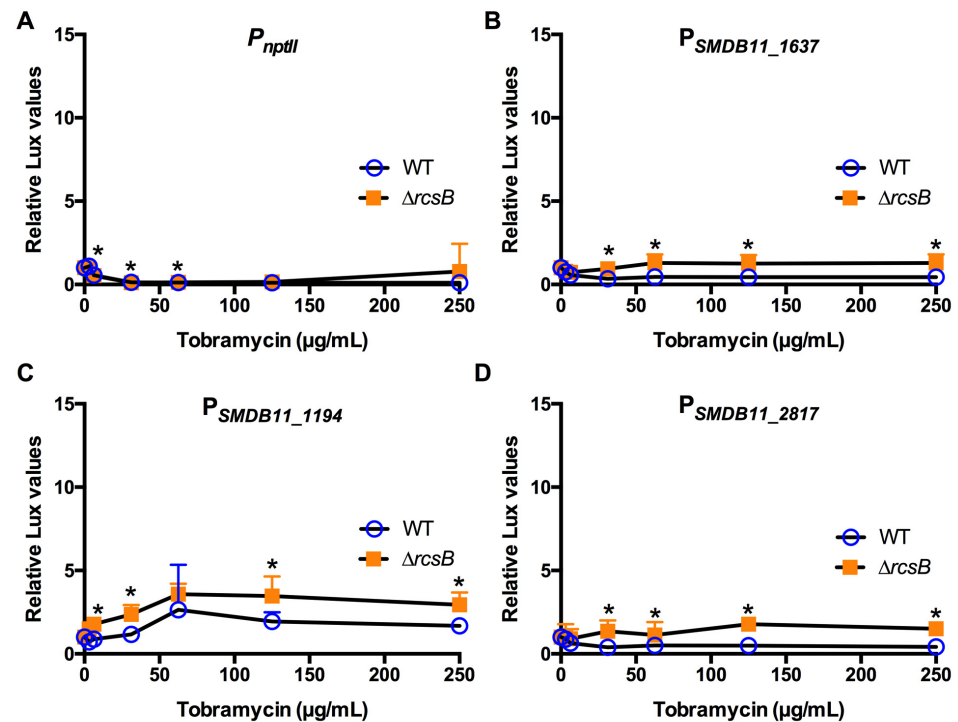 A
P_nptII
15
10
5
0
Relative Lux values
*
*
*
WT
ΔrcsB
0 50 100 150 200 250
Tobramycin (µg/mL)
B
P_SMDB11_1637
15
10
5
0
Relative Lux values
*
*
*
*
WT
ΔrcsB
0 50 100 150 200 250
Tobramycin (µg/mL)
C
P_SMDB11_1194
15
10
5
0
Relative Lux values
*
*
*
*
WT
ΔrcsB
0 50 100 150 200 250
Tobramycin (µg/mL)
D
P_SMDB11_2817
15
10
5
0
Relative Lux values
*
*
*
*
WT
ΔrcsB
0 50 100 150 200 250
Tobramycin (µg/mL)